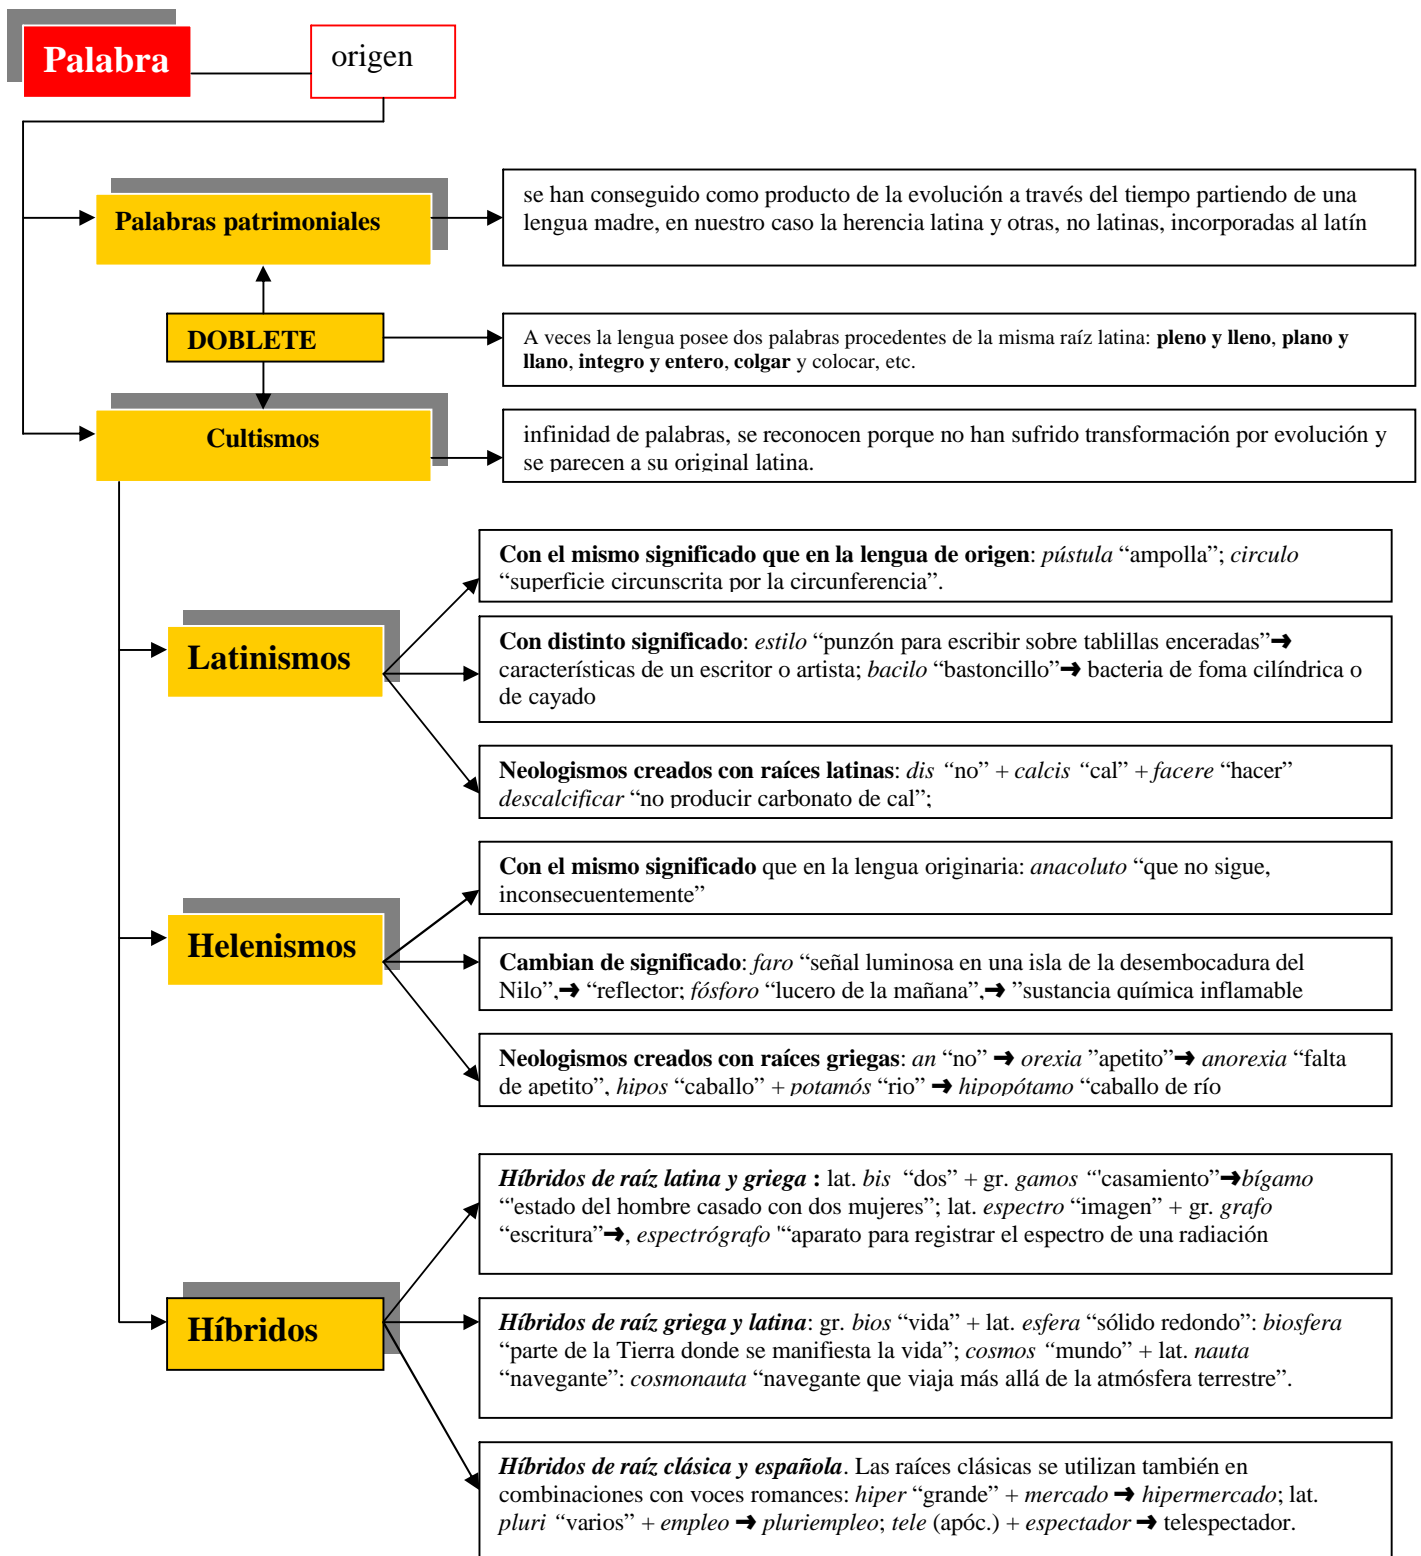 Palabra
origen
Palabras patrimoniales
se han conseguido como producto de la evolución a través del tiempo partiendo de una
lengua madre, en nuestro caso la herencia latina y otras, no latinas, incorporadas al latín
DOBLETE
A veces la lengua posee dos palabras procedentes de la misma raíz latina: pleno y lleno, plano y
llano, integro y entero, colgar y colocar, etc.
Cultismos
infinidad de palabras, se reconocen porque no han sufrido transformación por evolución y
se parecen a su original latina.
Latinismos
Con el mismo significado que en la lengua de origen: pústula “ampolla”; circulo
“superficie circunscrita por la circunferencia”.
Con distinto significado: estilo “punzón para escribir sobre tablillas enceradas”➔
características de un escritor o artista; bacilo “bastoncillo”➔ bacteria de foma cilíndrica o
de cayado
Neologismos creados con raíces latinas: dis “no” + calcis “cal” + facere “hacer”
descalcificar “no producir carbonato de cal”;
Helenismos
Con el mismo significado que en la lengua originaria: anacoluto “que no sigue,
inconsecuentemente”
Cambian de significado: faro “señal luminosa en una isla de la desembocadura del
Nilo”,➔ “reflector; fósforo “lucero de la mañana”,➔ ”sustancia química inflamable
Neologismos creados con raíces griegas: an “no” ➔ orexia ”apetito”➔ anorexia “falta
de apetito”, hipos “caballo” + potamós “rio” ➔ hipopótamo “caballo de río
Híbridos
Híbridos de raíz latina y griega : lat. bis “dos” + gr. gamos “'casamiento”➔bígamo
“'estado del hombre casado con dos mujeres”; lat. espectro “imagen” + gr. grafo
“escritura”➔, espectrógrafo '“aparato para registrar el espectro de una radiación
Híbridos de raíz griega y latina: gr. bios “vida” + lat. esfera “sólido redondo”: biosfera
“parte de la Tierra donde se manifiesta la vida”; cosmos “mundo” + lat. nauta
“navegante”: cosmonauta “navegante que viaja más allá de la atmósfera terrestre”.
Híbridos de raíz clásica y española. Las raíces clásicas se utilizan también en
combinaciones con voces romances: hiper “grande” + mercado ➔ hipermercado; lat.
pluri “varios” + empleo ➔ pluriempleo; tele (apóc.) + espectador ➔ telespectador.